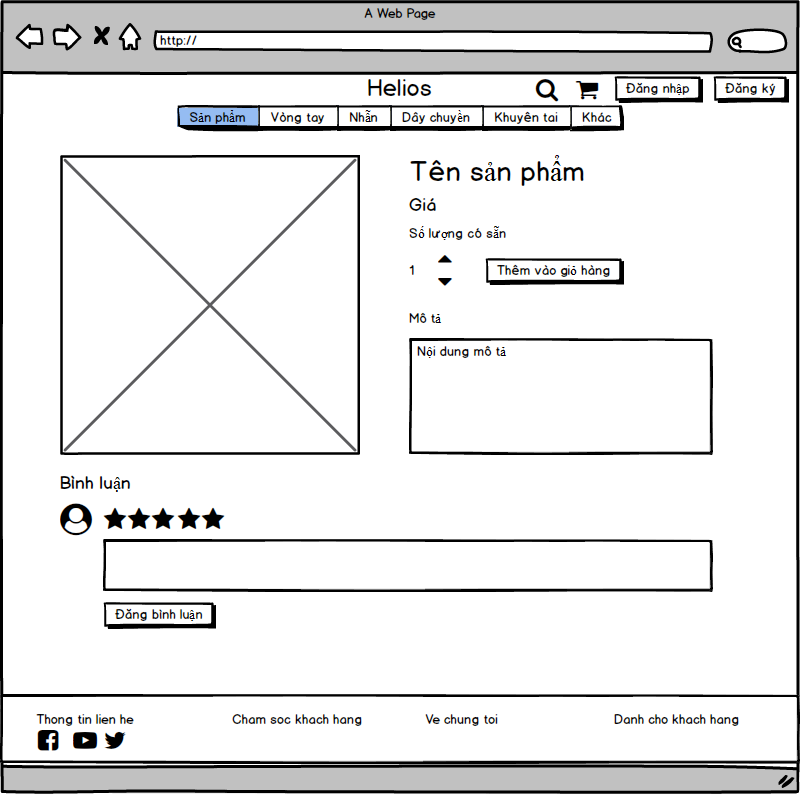 A Web Page
http://
Helios
Đăng nhập
Đăng ký
Sản phẩm
Vòng tay
Nhẫn
Dây chuyền
Khuyên tai
Khác
Tên sản phẩm
Giá
Số lượng có sẵn
1
Thêm vào giỏ hàng
Mô tả
Nội dung mô tả
Bình luận
Đăng bình luận
Thong tin lien he
Cham soc khach hang
Ve chung toi
Danh cho khach hang